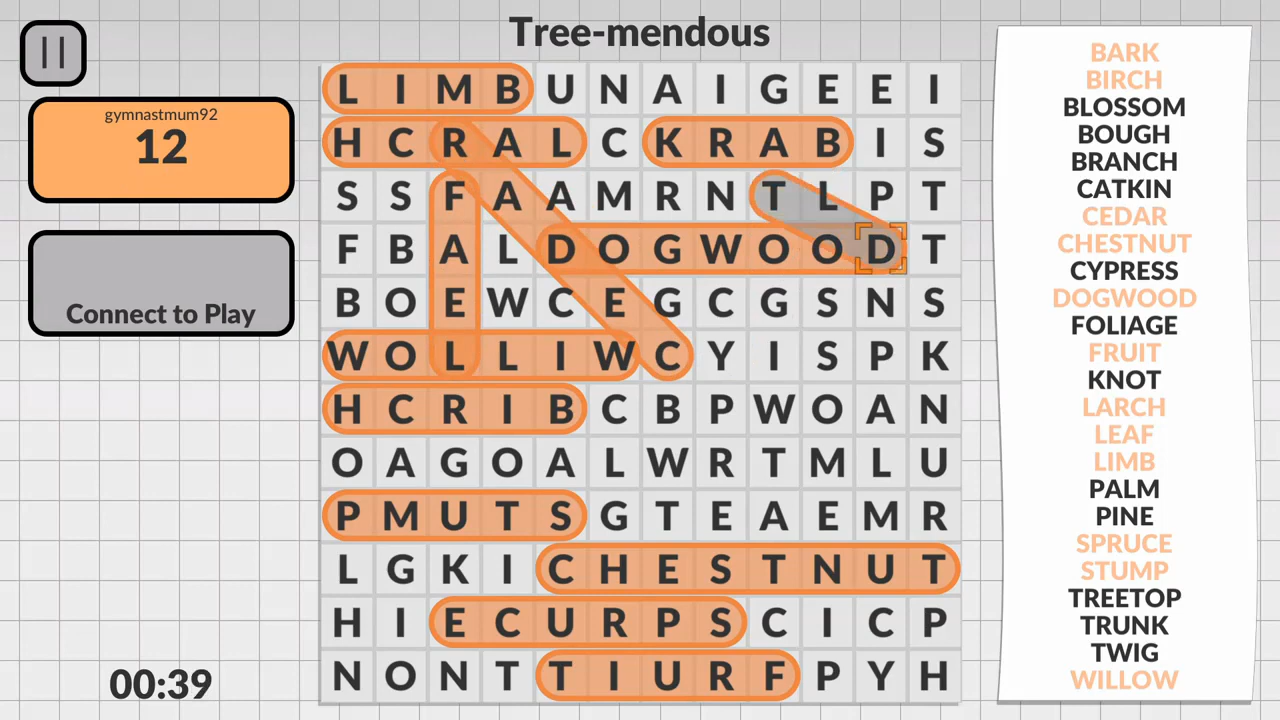 Tree-mendous
gymnastmum92
12
Connect to Play
00:39
L I M B U N A I G E E I
H C R A L C K R A B I S
S S F A A M R N T L P T
F B A L D O G W O O D T
B O E W C E G C G S N S
W O L L I W C Y I S P K
H C R I B C B P W O A N
O A G O A L W R T M L U
P M U T S G T E A E M R
L G K I C H E S T N U T
H I E C U R P S C I C P
N O N T T I U R F P Y H
BARK
BIRCH
BLOSSOM
BOUGH
BRANCH
CATKIN
CEDAR
CHESTNUT
CYPRESS
DOGWOOD
FOLIAGE
FRUIT
KNOT
LARCH
LEAF
LIMB
PALM
PINE
SPRUCE
STUMP
TREETOP
TRUNK
TWIG
WILLOW